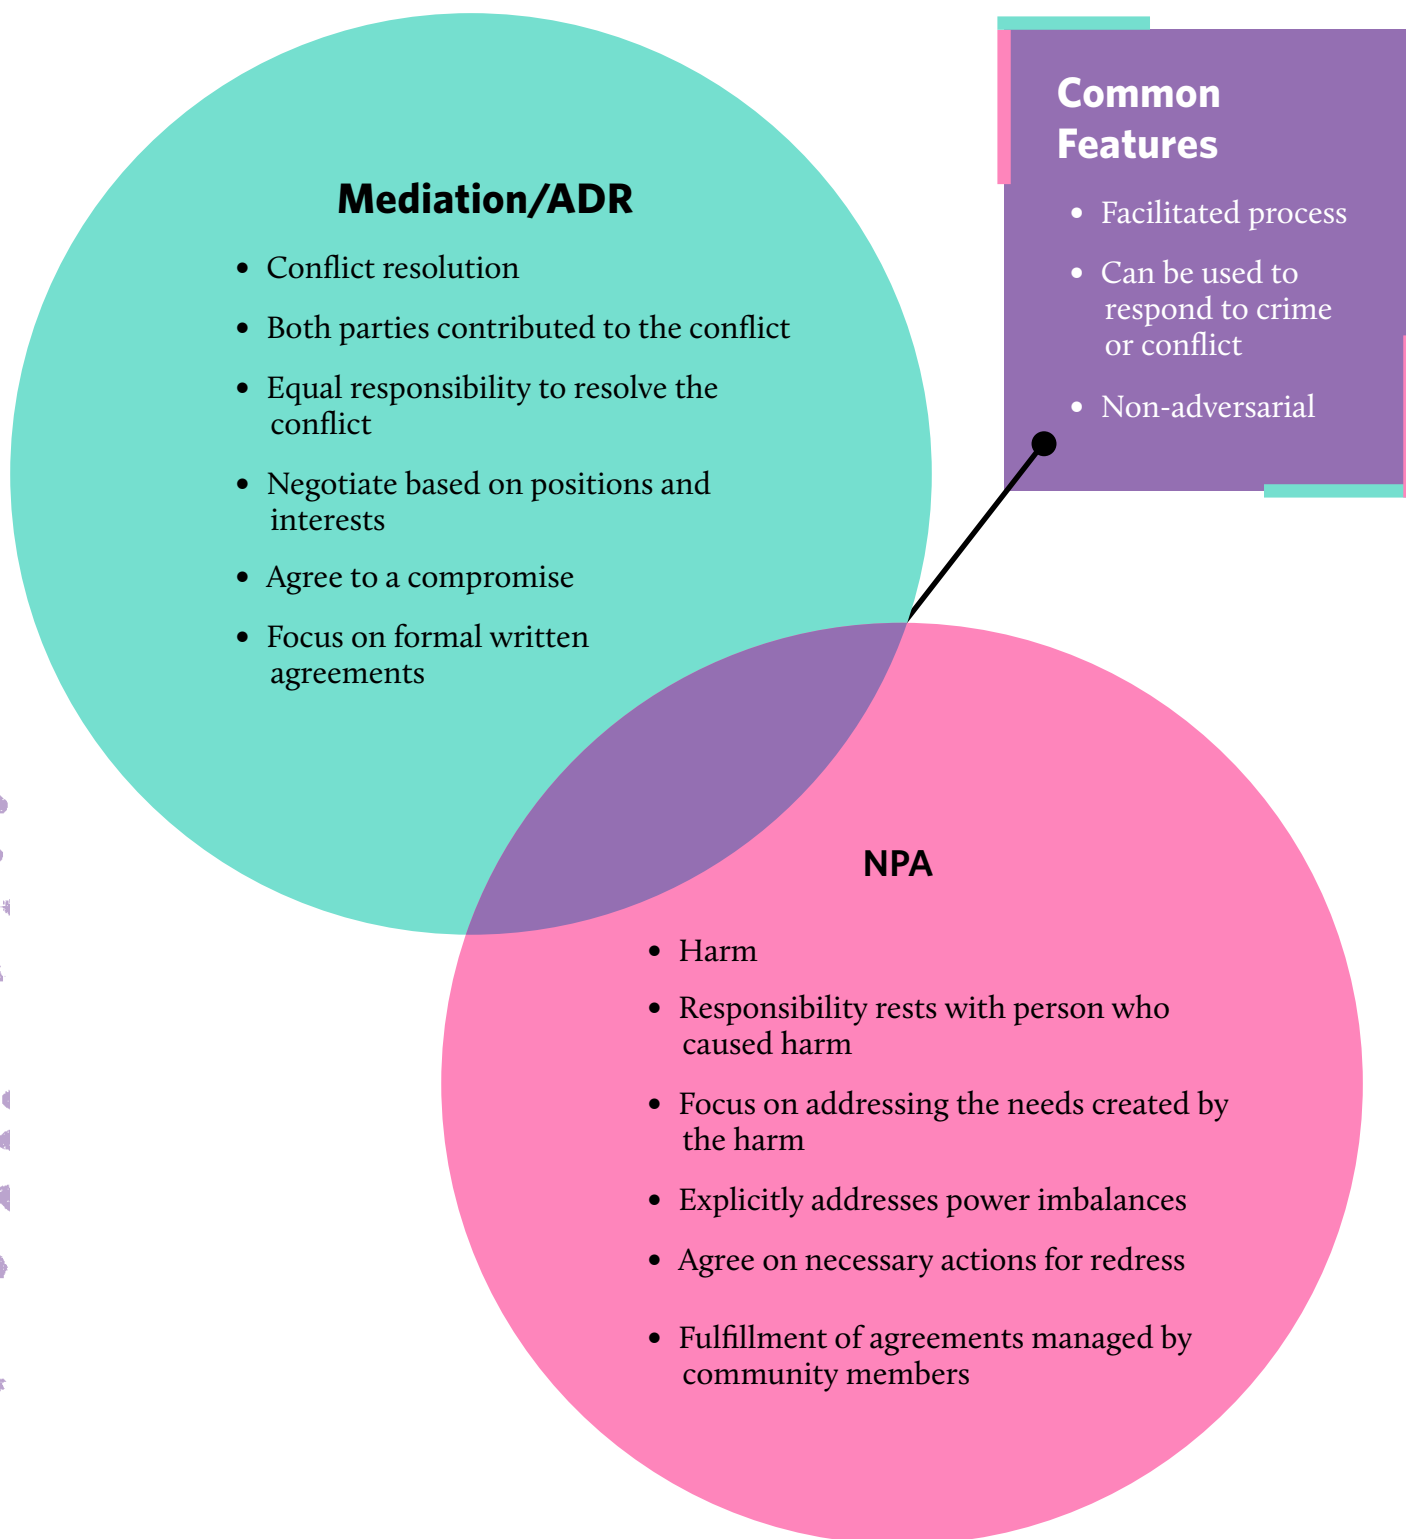 Mediation/ADR
• Conflict resolution
• Both parties contributed to the conflict
• Equal responsibility to resolve the
conflict
• Negotiate based on positions and
interests
• Agree to a compromise
• Focus on formal written
agreements
Common
Features
• Facilitated process
• Can be used to
respond to crime
or conflict
• Non-adversarial
NPA
• Harm
• Responsibility rests with person who
caused harm
• Focus on addressing the needs created by
the harm
• Explicitly addresses power imbalances
• Agree on necessary actions for redress
• Fulfillment of agreements managed by
community members